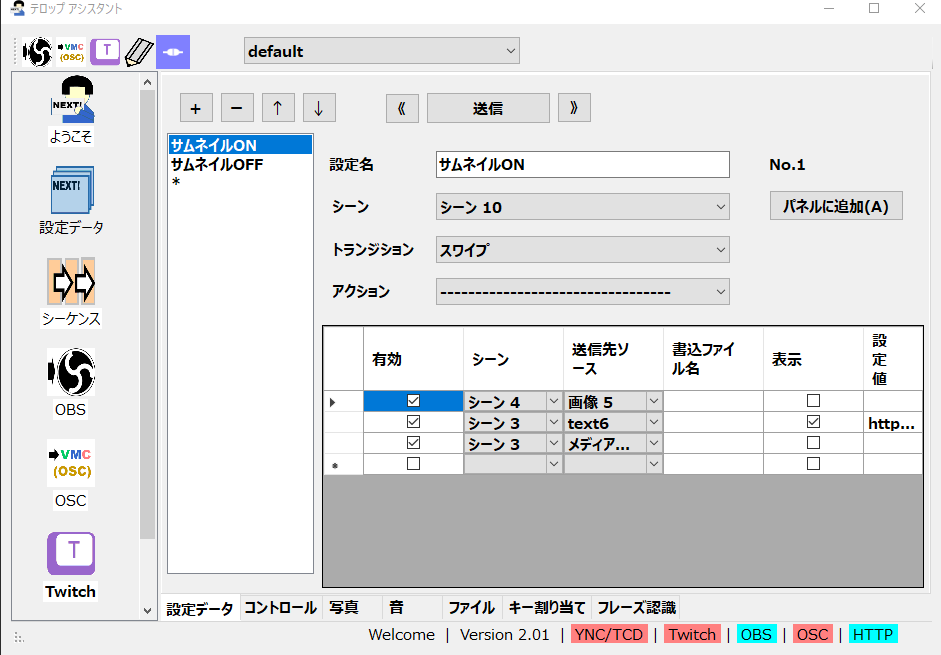 テロップ アシスタント
VMC
(OSC)
T
default
NEXT!
ようこそ
NEXT!
設定データ
シーケンス
OBS
VMC
(OSC)
OSC
T
Twitch
+ − ↑ ↓ 《 送信 》
サムネイルON
サムネイルOFF
*
設定名 サムネイルON No.1
シーン シーン 10 パネルに追加(A)
トランジション スワイプ
アクション ---------------------------------
有効 シーン 送信先ソース 書込ファイル名 表示 設定値
シーン 4 画像 5
シーン 3 text6 http...
シーン 3 メディア...
設定データ コントロール 写真 音 ファイル キー割り当て フレーズ認識
Welcome | Version 2.01 | YNC/TCD | Twitch | OBS | OSC | HTTP